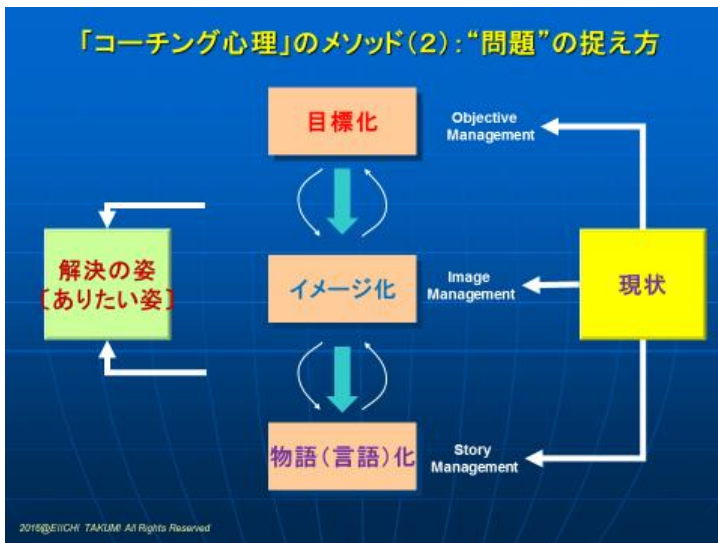 「コーチング心理」のメソッド(2):“問題”の捉え方
目標化
Objective
Management
解決の姿
〔ありたい姿〕
イメージ化
Image
Management
現状
物語(言語)化
Story
Management
2016@EIICHI TAKUMI All Rights Reserved